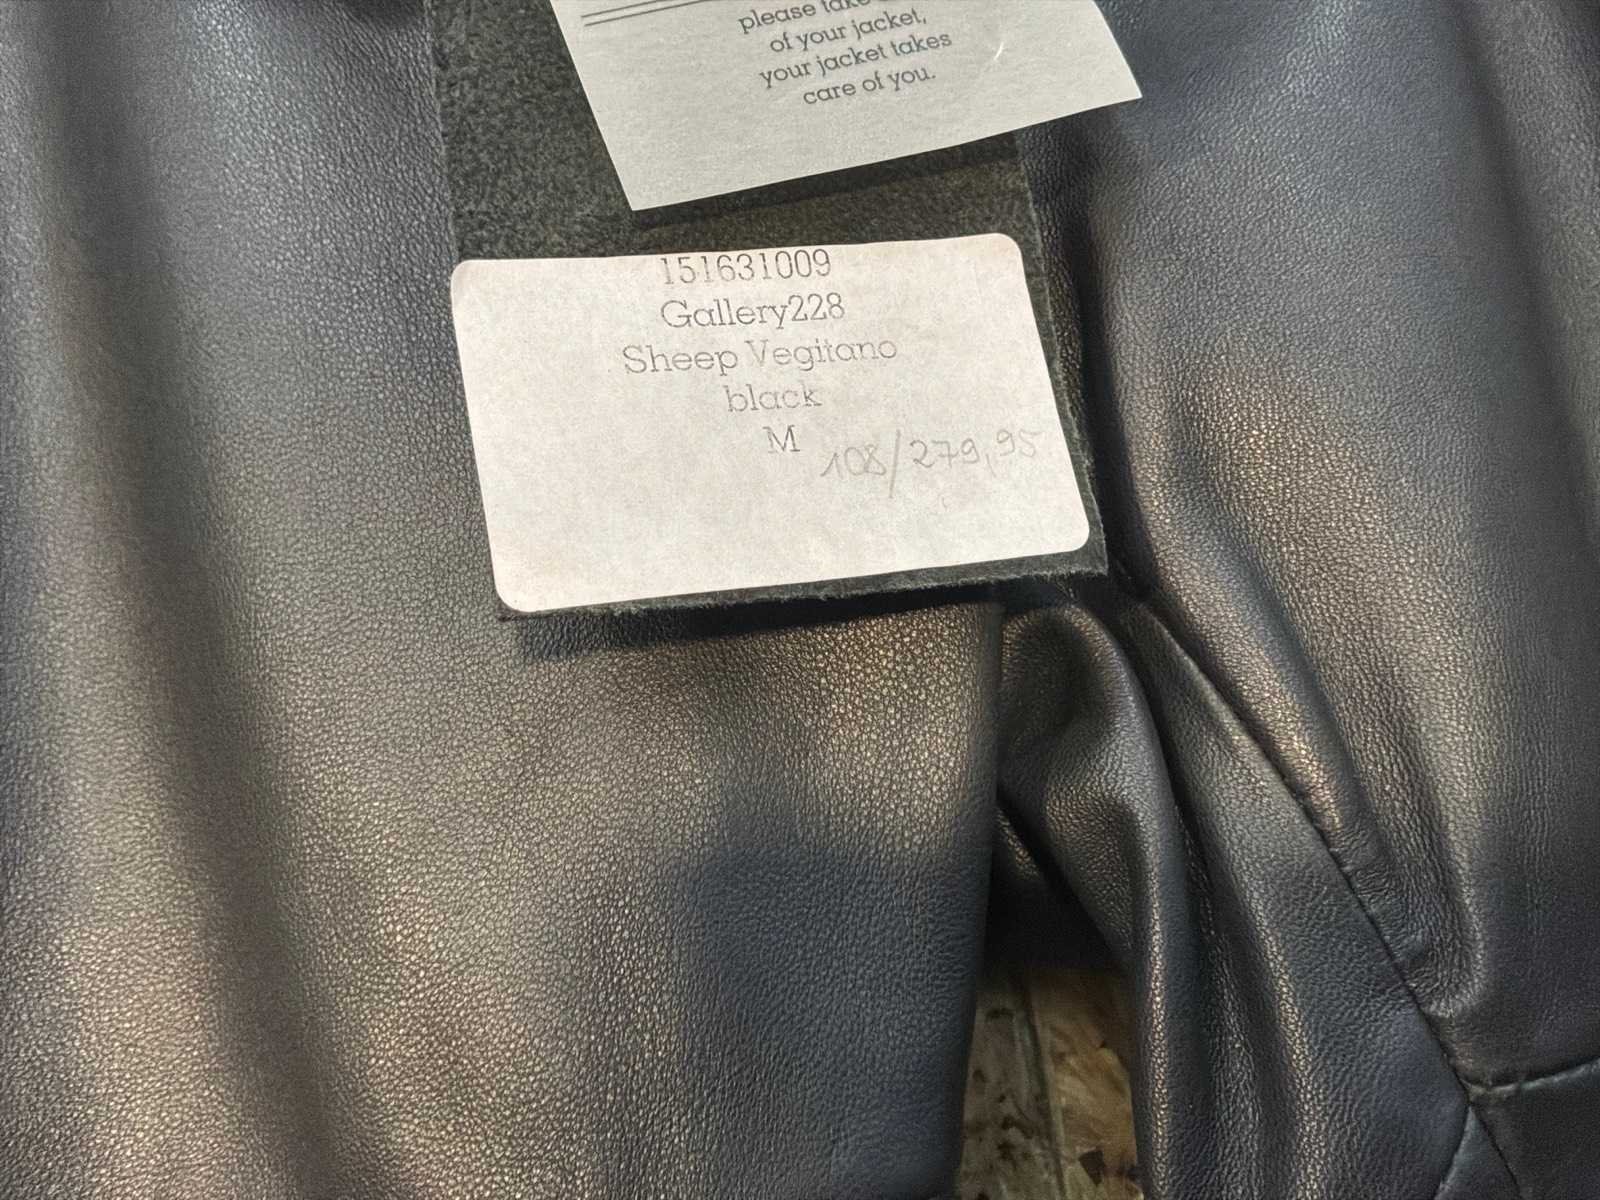 please take
of your jacket,
your jacket takes
care of you.
151631009
Gallery228
Sheep Vegitano
black
M
108/279,95